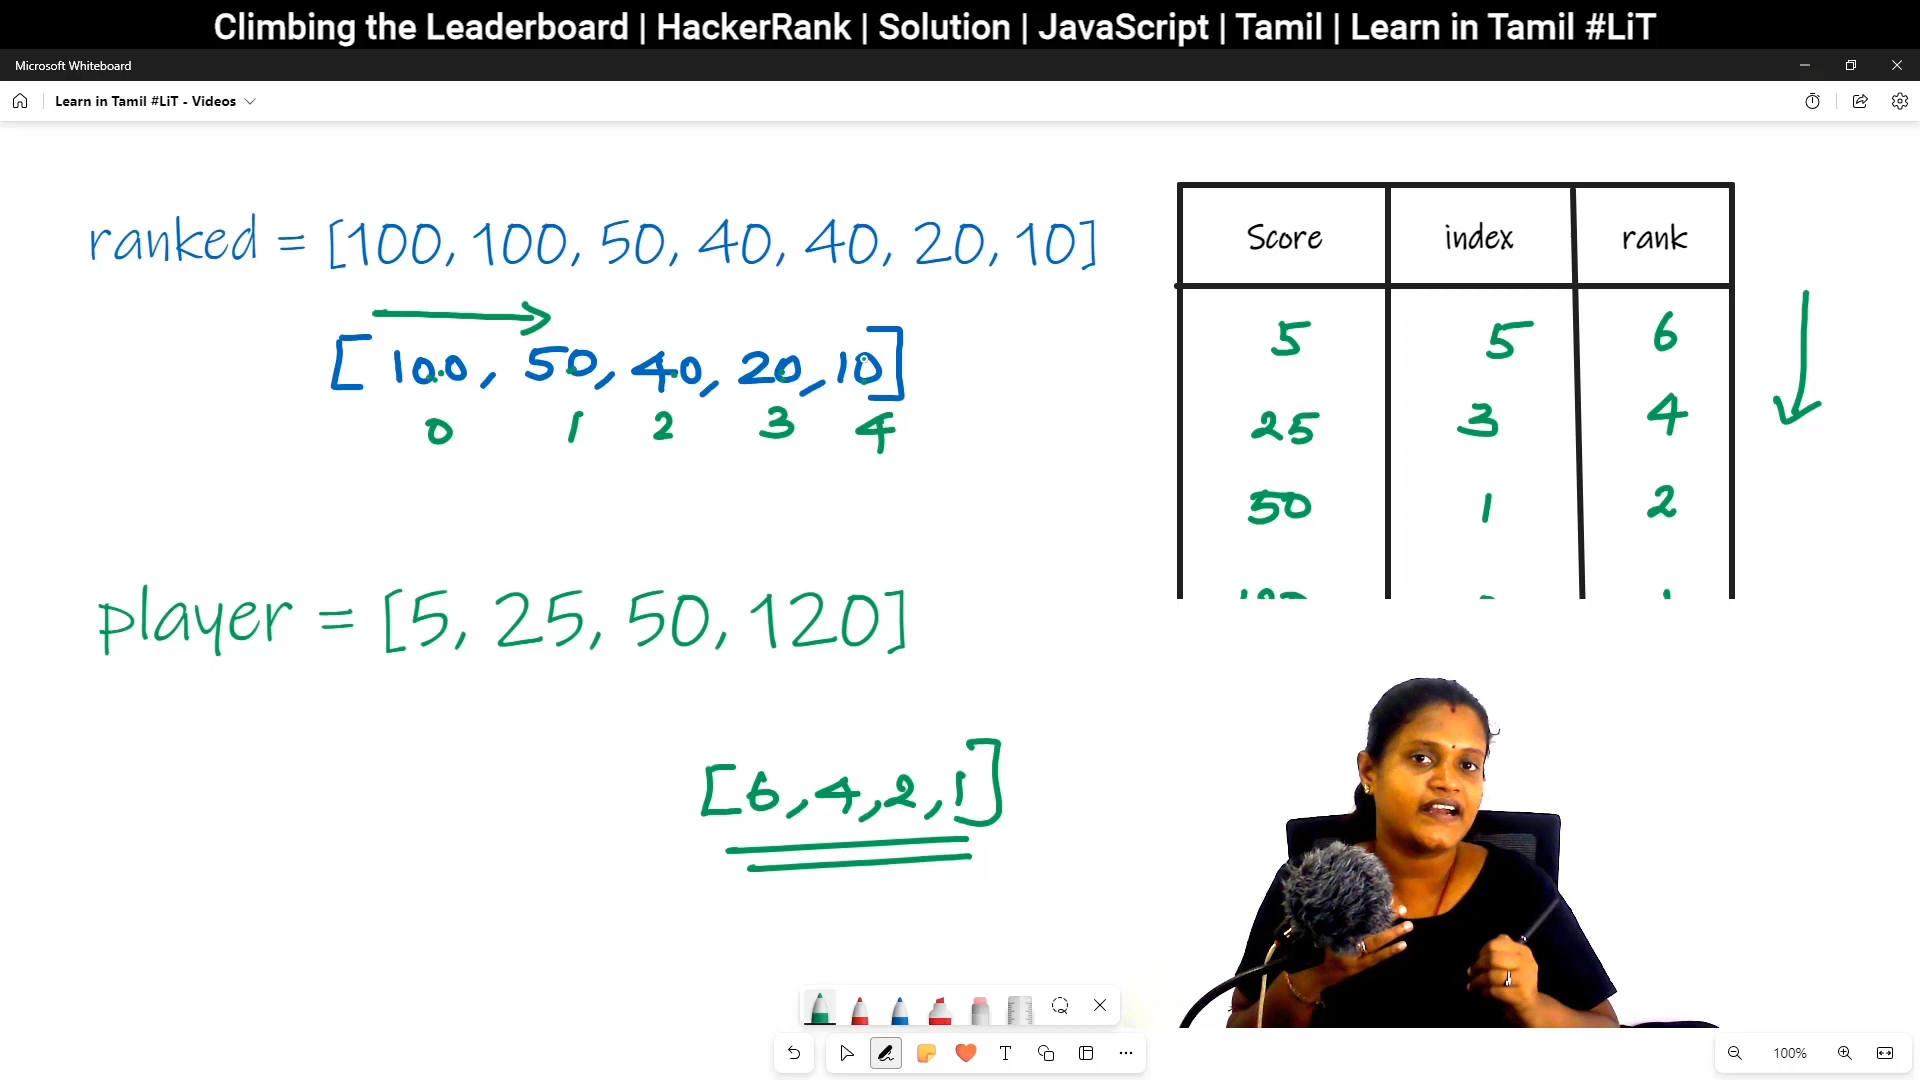 Climbing the Leaderboard | HackerRank | Solution | JavaScript | Tamil | Learn in Tamil #LiT
Microsoft Whiteboard
Learn in Tamil #LiT - Videos
ranked = [100, 100, 50, 40, 40, 20, 10]
[100, 50, 40, 20, 10]
0 1 2 3 4
player = [5, 25, 50, 120]
[6, 4, 2, 1]
Score index rank
5 5 6
25 3 4
50 1 2
100%